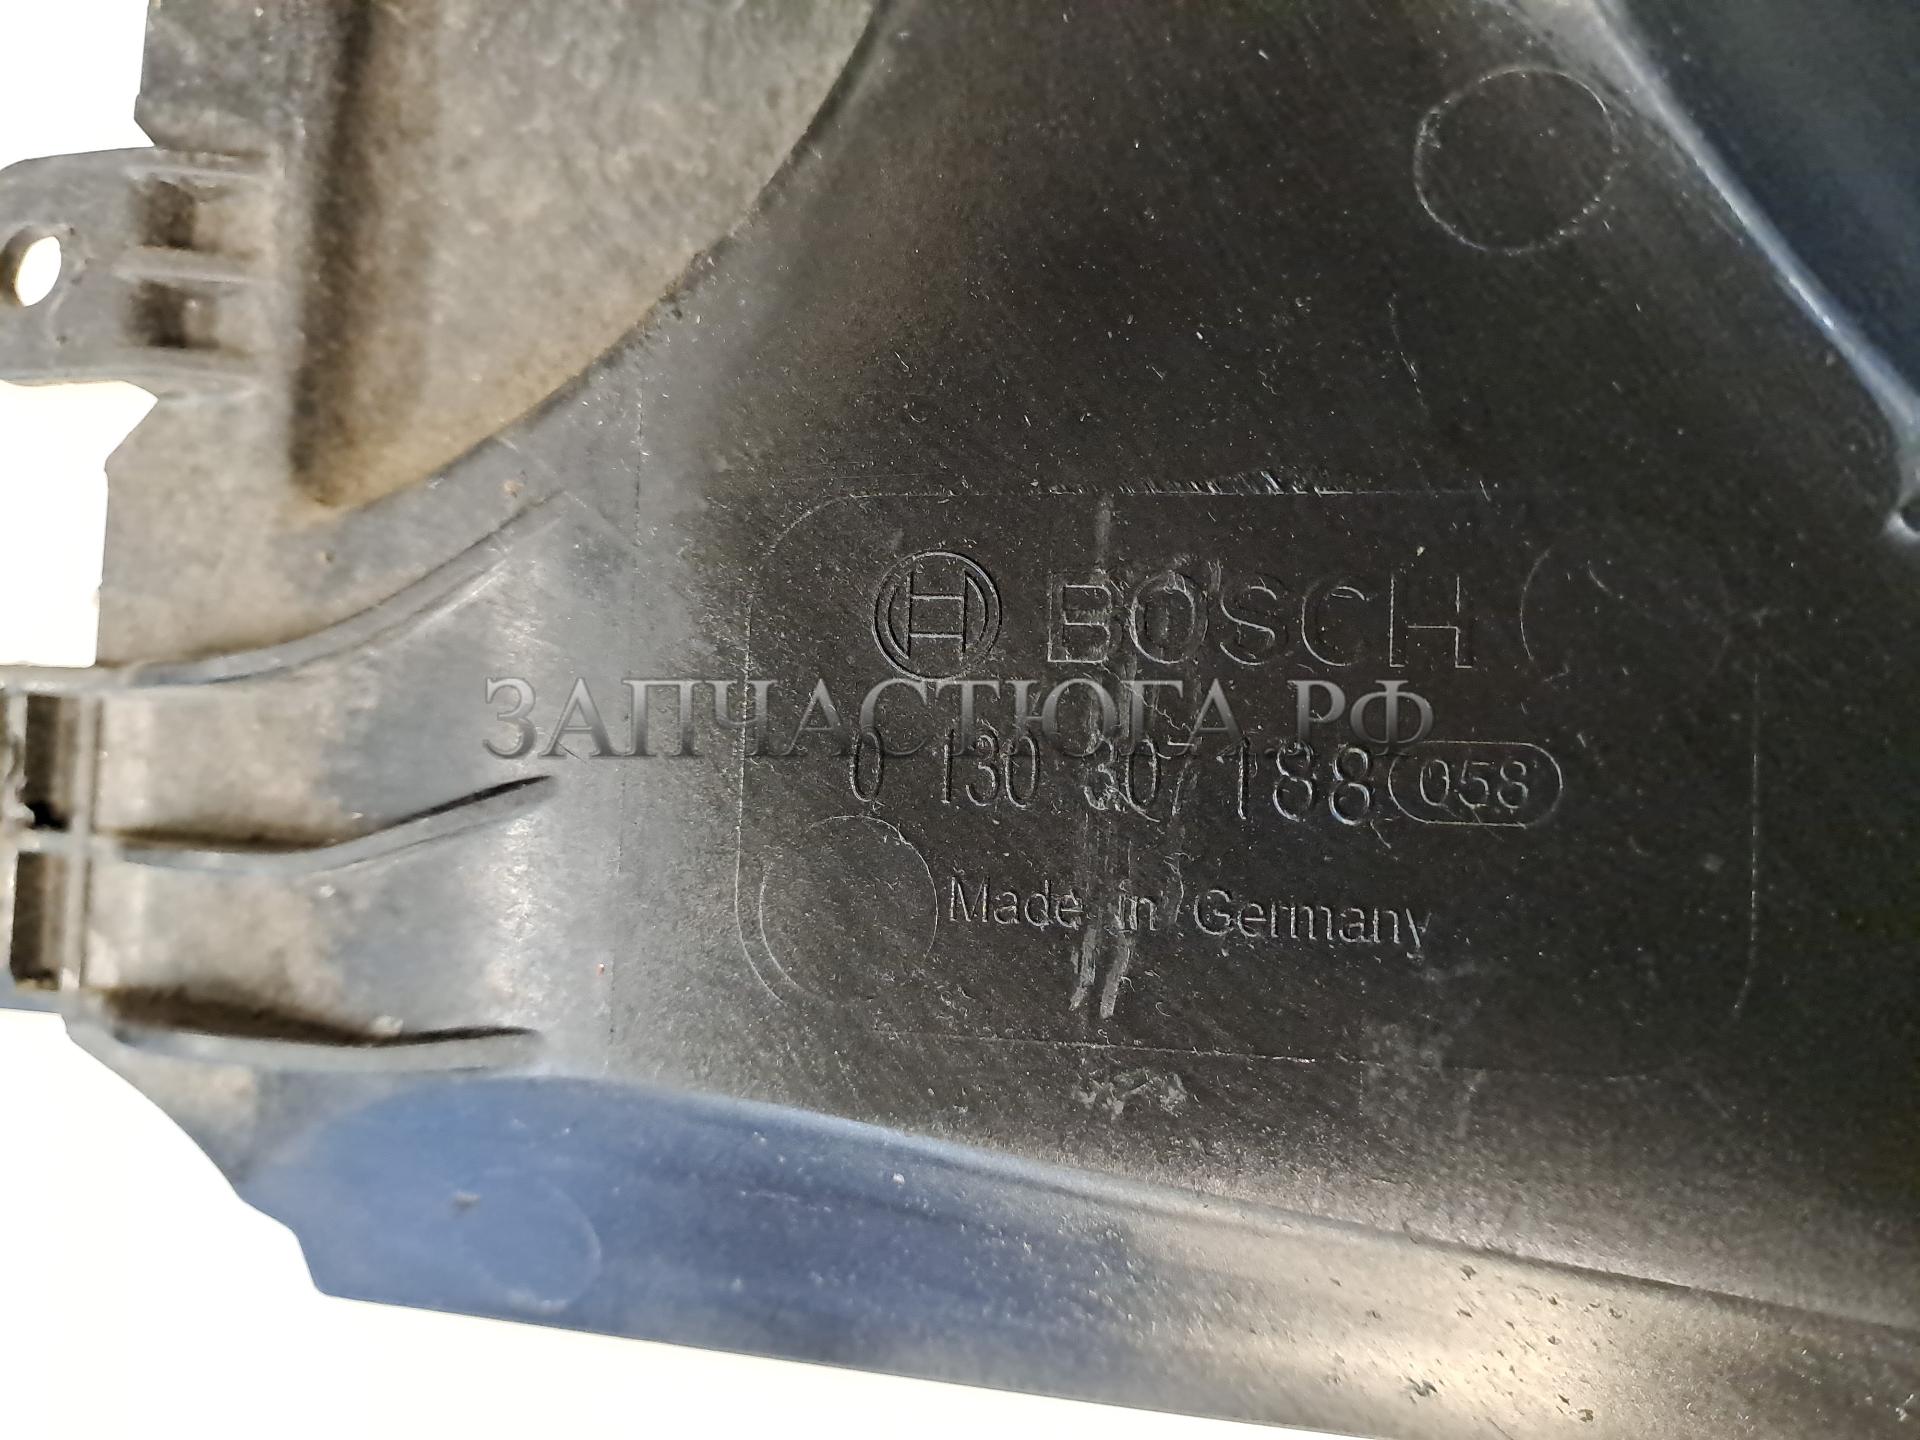 BOSCH
ЗАПЧАСТЮГА.РФ
0 130 307 188 058
Made in Germany